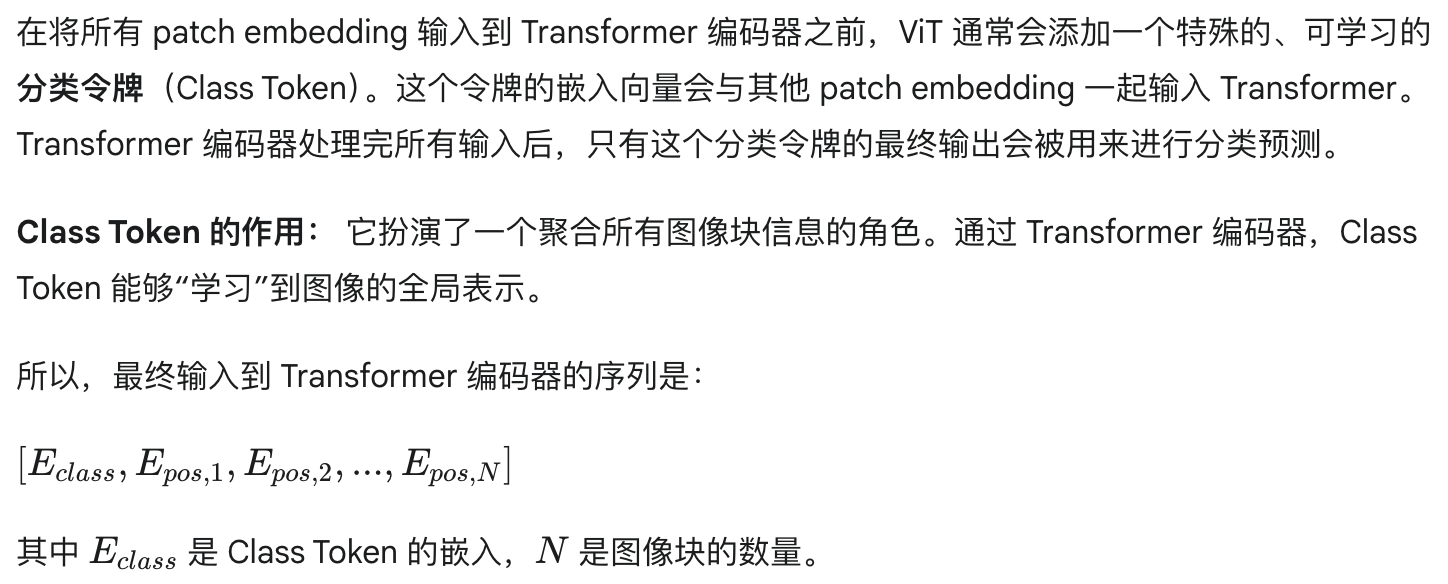 在将所有 patch embedding 输入到 Transformer 编码器之前，ViT 通常会添加一个特殊的、可学习的
分类令牌（Class Token）。这个令牌的嵌入向量会与其他 patch embedding 一起输入 Transformer。
Transformer 编码器处理完所有输入后，只有这个分类令牌的最终输出会被用来进行分类预测。
Class Token 的作用： 它扮演了一个聚合所有图像块信息的角色。通过 Transformer 编码器，Class
Token 能够“学习”到图像的全局表示。
所以，最终输入到 Transformer 编码器的序列是：
[E_{class}, E_{pos,1}, E_{pos,2}, ..., E_{pos,N}]
其中 E_{class} 是 Class Token 的嵌入，N 是图像块的数量。